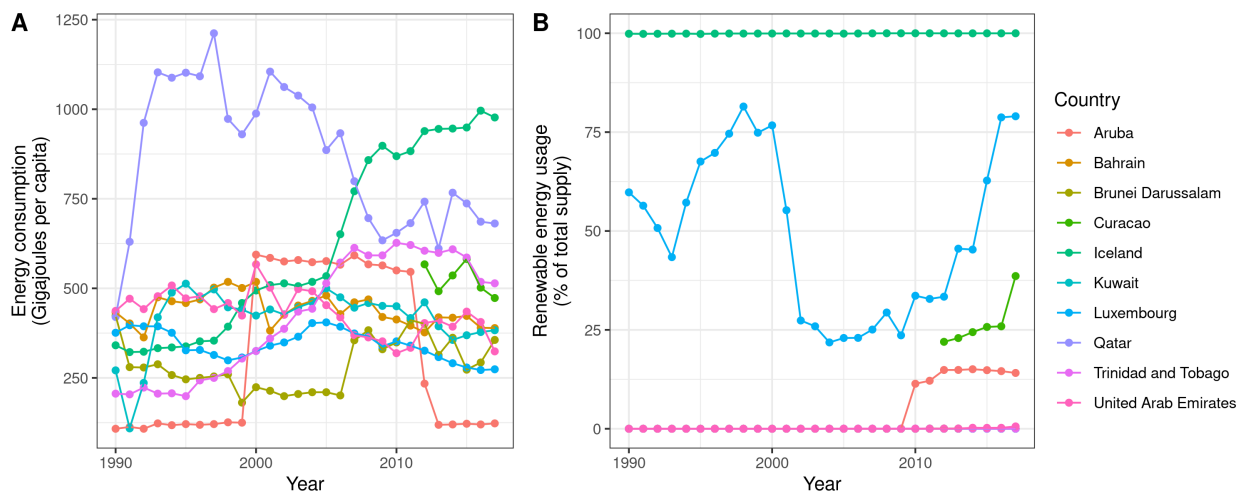 A
B
1250
1000
750
500
250
Energy consumption
(Gigajoules per capita)
1990
2000
2010
Year
100
75
50
25
0
Renewable energy usage
(% of total supply)
1990
2000
2010
Year
Country
Aruba
Bahrain
Brunei Darussalam
Curacao
Iceland
Kuwait
Luxembourg
Qatar
Trinidad and Tobago
United Arab Emirates